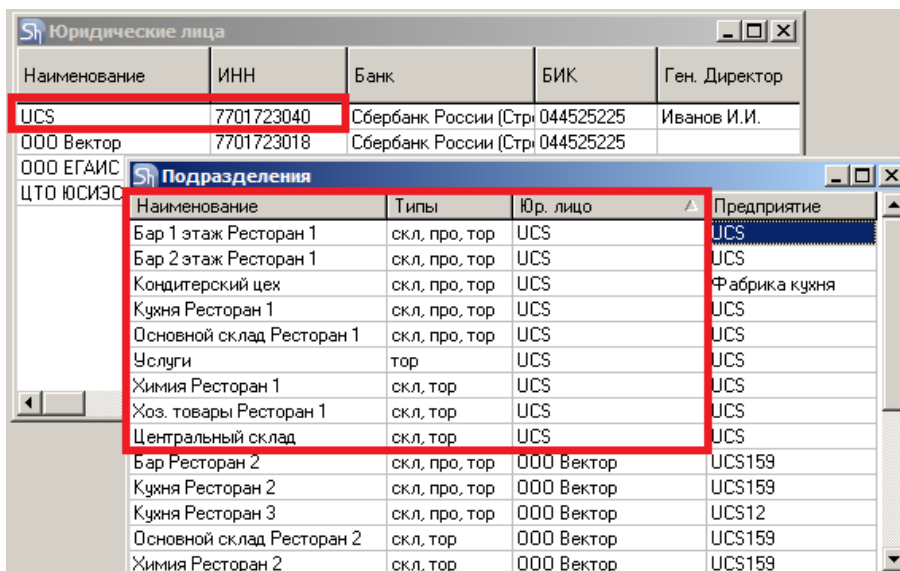 Sh Юридические лица
Наименование ИНН Банк БИК Ген. Директор
UCS 7701723040 Сбербанк России (Стр 044525225 Иванов И.И.
ООО Вектор 7701723018 Сбербанк России (Стр 044525225
ООО ЕГАИС
ЦТО ЮСИЭС
Sh Подразделения
Наименование Типы Юр. лицо Предприятие
Бар 1 этаж Ресторан 1 скл, про, тор UCS UCS
Бар 2 этаж Ресторан 1 скл, про, тор UCS UCS
Кондитерский цех скл, про, тор UCS Фабрика кухня
Кухня Ресторан 1 скл, про, тор UCS UCS
Основной склад Ресторан 1 скл, про, тор UCS UCS
Услуги тор UCS UCS
Химия Ресторан 1 скл, тор UCS UCS
Хоз. товары Ресторан 1 скл, тор UCS UCS
Центральный склад скл, тор UCS UCS
Бар Ресторан 2 скл, про, тор ООО Вектор UCS159
Кухня Ресторан 2 скл, про, тор ООО Вектор UCS159
Кухня Ресторан 3 скл, про, тор ООО Вектор UCS12
Основной склад Ресторан 2 скл, тор ООО Вектор UCS159
Химия Ресторан 2 скл, тор ООО Вектор UCS159